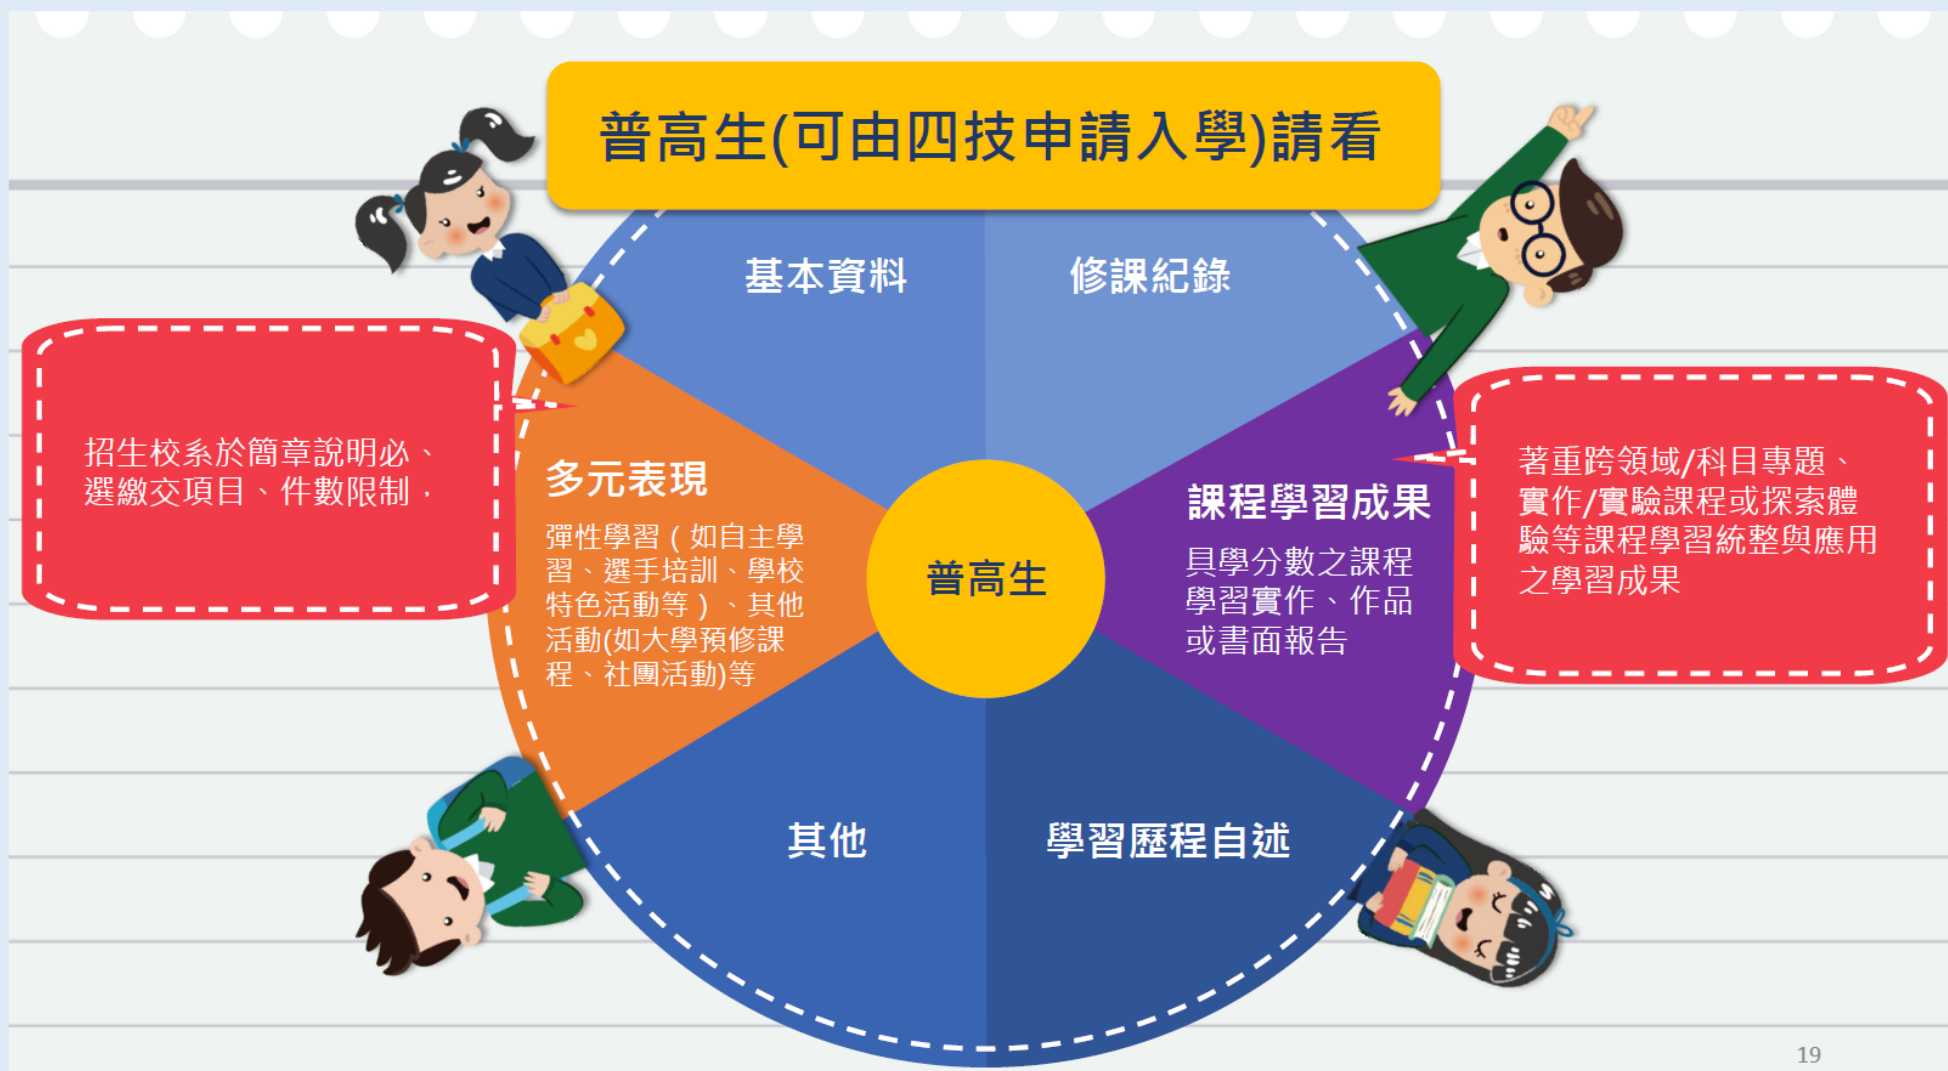 普高生(可由四技申請入學)請看
基本資料
修課紀錄
招生校系於簡章說明必、
選繳交項目、件數限制，
多元表現
彈性學習（如自主學
習、選手培訓、學校
特色活動等）、其他
活動(如大學預修課
程、社團活動)等
普高生
課程學習成果
具學分數之課程
學習實作、作品
或書面報告
著重跨領域/科目專題、
實作/實驗課程或探索體
驗等課程學習統整與應用
之學習成果
其他
學習歷程自述
19